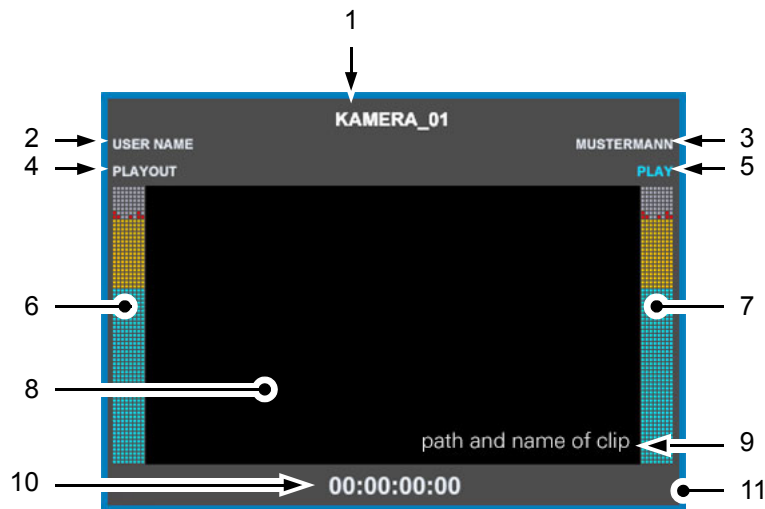 1
KAMERA_01
2 USER NAME MUSTERMANN 3
4 PLAYOUT PLAY 5
6 7
8
path and name of clip 9
10 00:00:00:00 11